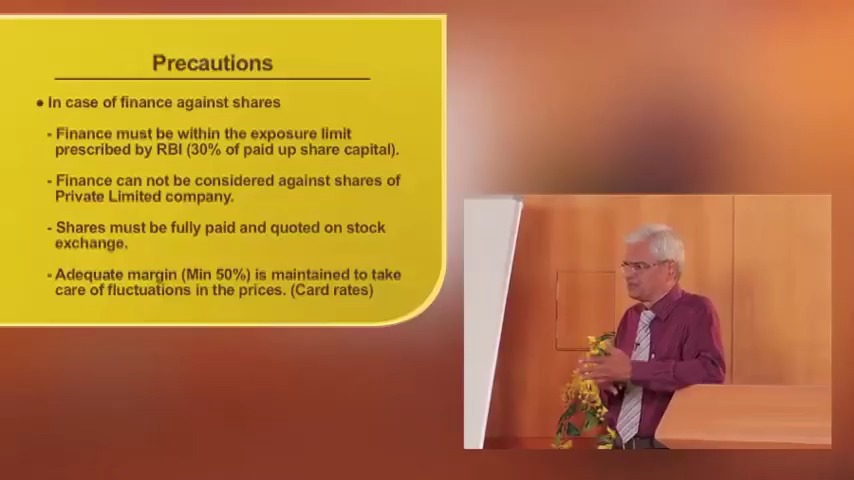 Precautions
● In case of finance against shares
- Finance must be within the exposure limit
prescribed by RBI (30% of paid up share capital).
- Finance can not be considered against shares of
Private Limited company.
- Shares must be fully paid and quoted on stock
exchange.
- Adequate margin (Min 50%) is maintained to take
care of fluctuations in the prices. (Card rates)